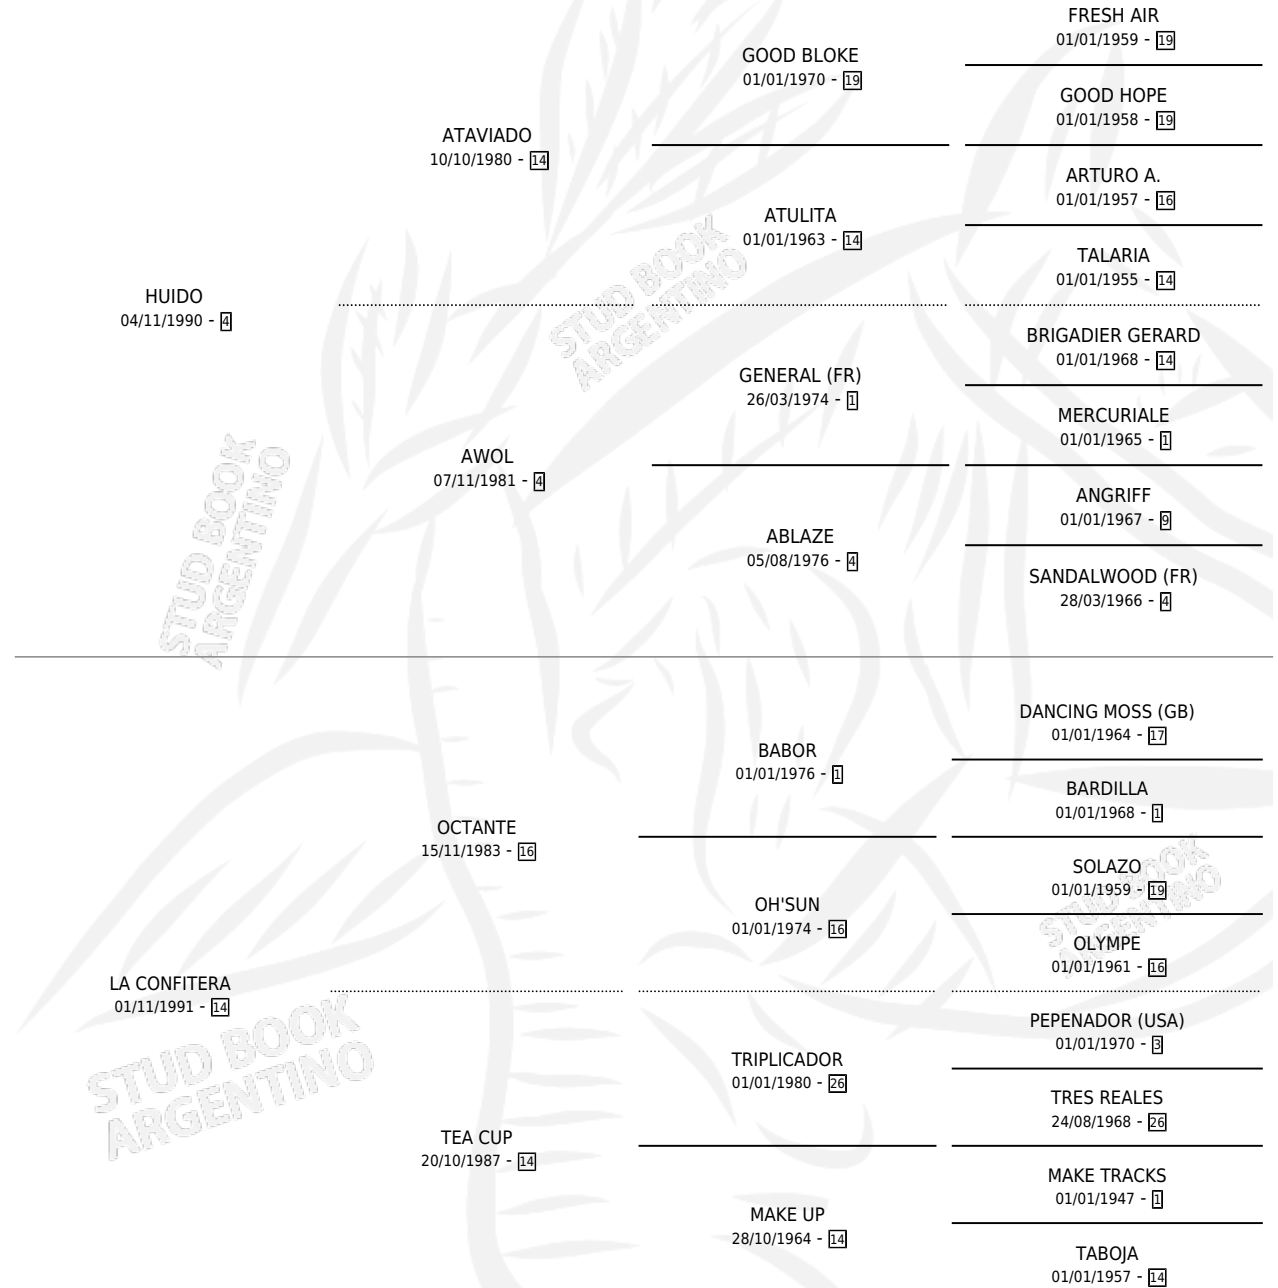 FRESH AIR
01/01/1959 - 19
GOOD BLOKE
01/01/1970 - 19
GOOD HOPE
01/01/1958 - 19
ATAVIADO
10/10/1980 - 14
ARTURO A.
01/01/1957 - 16
ATULITA
01/01/1963 - 14
TALARIA
01/01/1955 - 14
HUIDO
04/11/1990 - 4
STUD BOOK
ARGENTINO
BRIGADIER GERARD
01/01/1968 - 14
GENERAL (FR)
26/03/1974 - 1
MERCURIALE
01/01/1965 - 1
AWOL
07/11/1981 - 4
STUD BOOK
ARGENTINO
ANGRIFF
01/01/1967 - 9
ABLAZE
05/08/1976 - 4
SANDALWOOD (FR)
28/03/1966 - 4
DANCING MOSS (GB)
01/01/1964 - 17
BABOR
01/01/1976 - 1
BARDILLA
01/01/1968 - 1
OCTANTE
15/11/1983 - 16
SOLAZO
01/01/1959 - 19
STUD BOOK
ARGENTINO
OH'SUN
01/01/1974 - 16
OLYMPE
01/01/1961 - 16
LA CONFITERA
01/11/1991 - 14
STUD BOOK
ARGENTINO
PEPENADOR (USA)
01/01/1970 - 3
TRIPLICADOR
01/01/1980 - 26
TRES REALES
24/08/1968 - 26
TEA CUP
20/10/1987 - 14
MAKE TRACKS
01/01/1947 - 1
MAKE UP
28/10/1964 - 14
TABOJA
01/01/1957 - 14